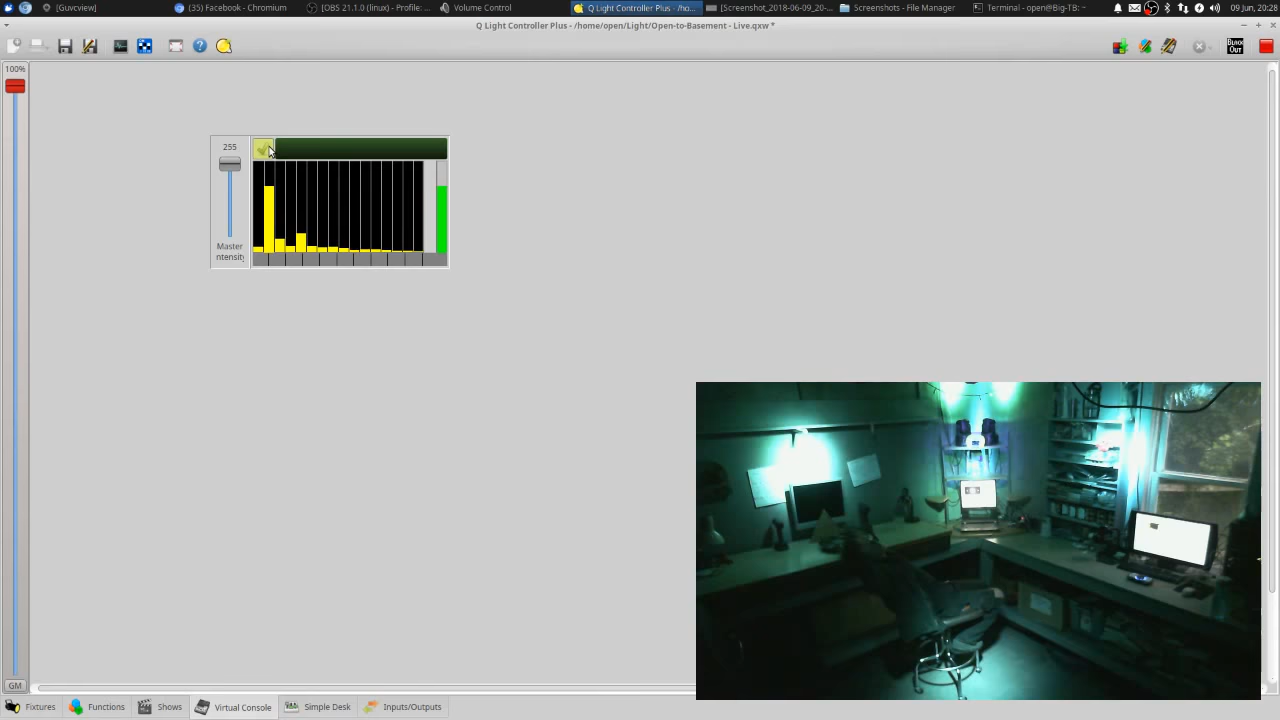 [Guvcview]
(35) Facebook - Chromium
[OBS 21.1.0 (linux) - Profile: ...
Volume Control
Q Light Controller Plus - /ho...
[Screenshot_2018-06-09_20-...
Screenshots - File Manager
Terminal - open@Big-TB: ~
09 Jun, 20:28
Q Light Controller Plus - /home/open/Light/Open-to-Basement - Live.qxw *
BLACK
OUT
100%
255
Master
ntensity
GM
Fixtures
Functions
Shows
Virtual Console
Simple Desk
Inputs/Outputs